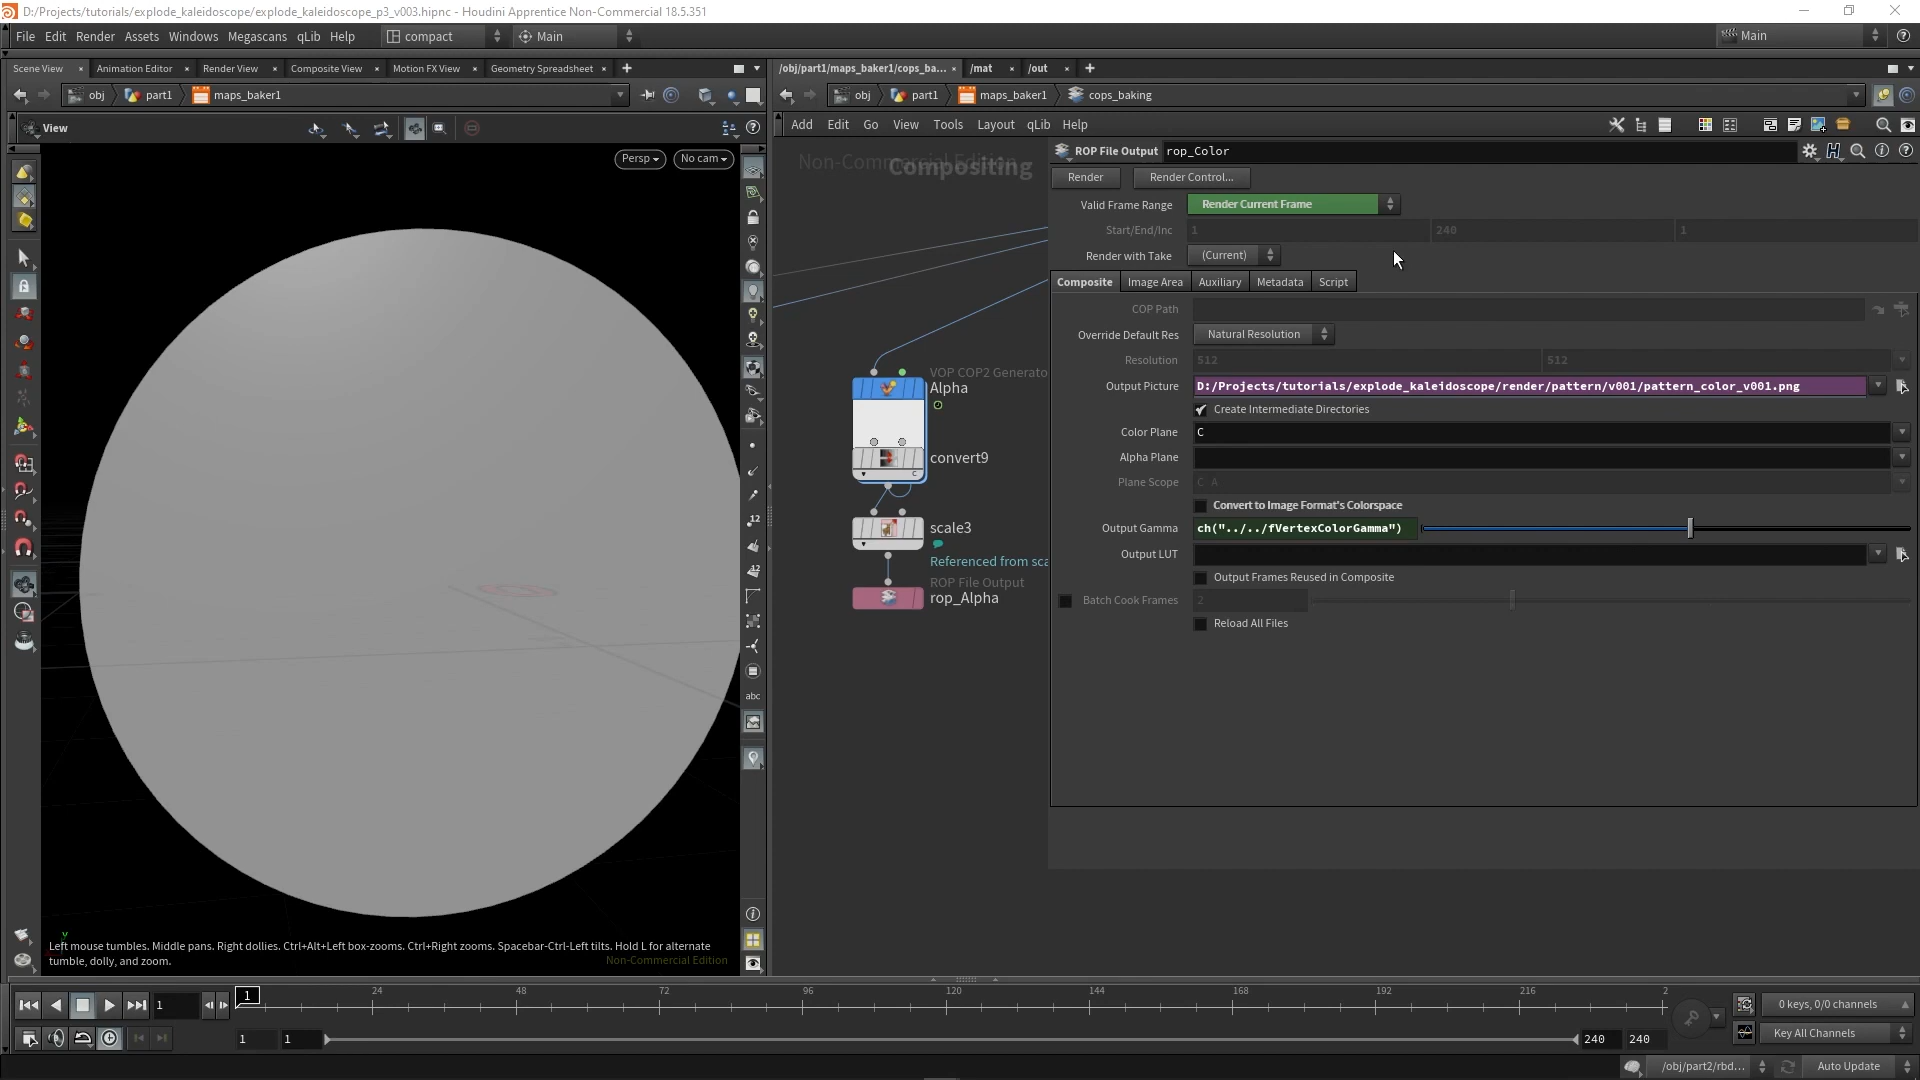 D:/Projects/tutorials/explode_kaleidoscope/explode_kaleidoscope_p3_v003.hipnc - Houdini Apprentice Non-Commercial 18.5.351
File Edit Render Assets Windows Megascans qLib Help compact Main Main
Scene View Animation Editor Render View Composite View Motion FX View Geometry Spreadsheet
/obj/part1/maps_baker1/cops_ba... /mat /out
obj part1 maps_baker1
obj part1 maps_baker1 cops_baking
View
Add Edit Go View Tools Layout qLib Help
Persp No cam
Non-Commercial Edition
Compositing
ROP File Output rop_Color
Render Render Control...
Valid Frame Range Render Current Frame
Start/End/Inc 1 240 1
Render with Take (Current)
Composite Image Area Auxiliary Metadata Script
COP Path
Override Default Res Natural Resolution
Resolution 512 512
Output Picture D:/Projects/tutorials/explode_kaleidoscope/render/pattern/v001/pattern_color_v001.png
Create Intermediate Directories
Color Plane C
Alpha Plane
Plane Scope C A
Convert to Image Format's Colorspace
Output Gamma ch("../../fVertexColorGamma")
Output LUT
Output Frames Reused in Composite
Batch Cook Frames 2
Reload All Files
VOP COP2 Generato
Alpha
convert9
C
scale3
Referenced from sca
ROP File Output
rop_Alpha
12
12
abc
y
Left mouse tumbles. Middle pans. Right dollies. Ctrl+Alt+Left box-zooms. Ctrl+Right zooms. Spacebar-Ctrl-Left tilts. Hold L for alternate
tumble, dolly, and zoom.
Non-Commercial Edition
1 1 24 48 72 96 120 144 168 192 216 2
0 keys, 0/0 channels
1 1 240 240
Key All Channels
/obj/part2/rbd... Auto Update